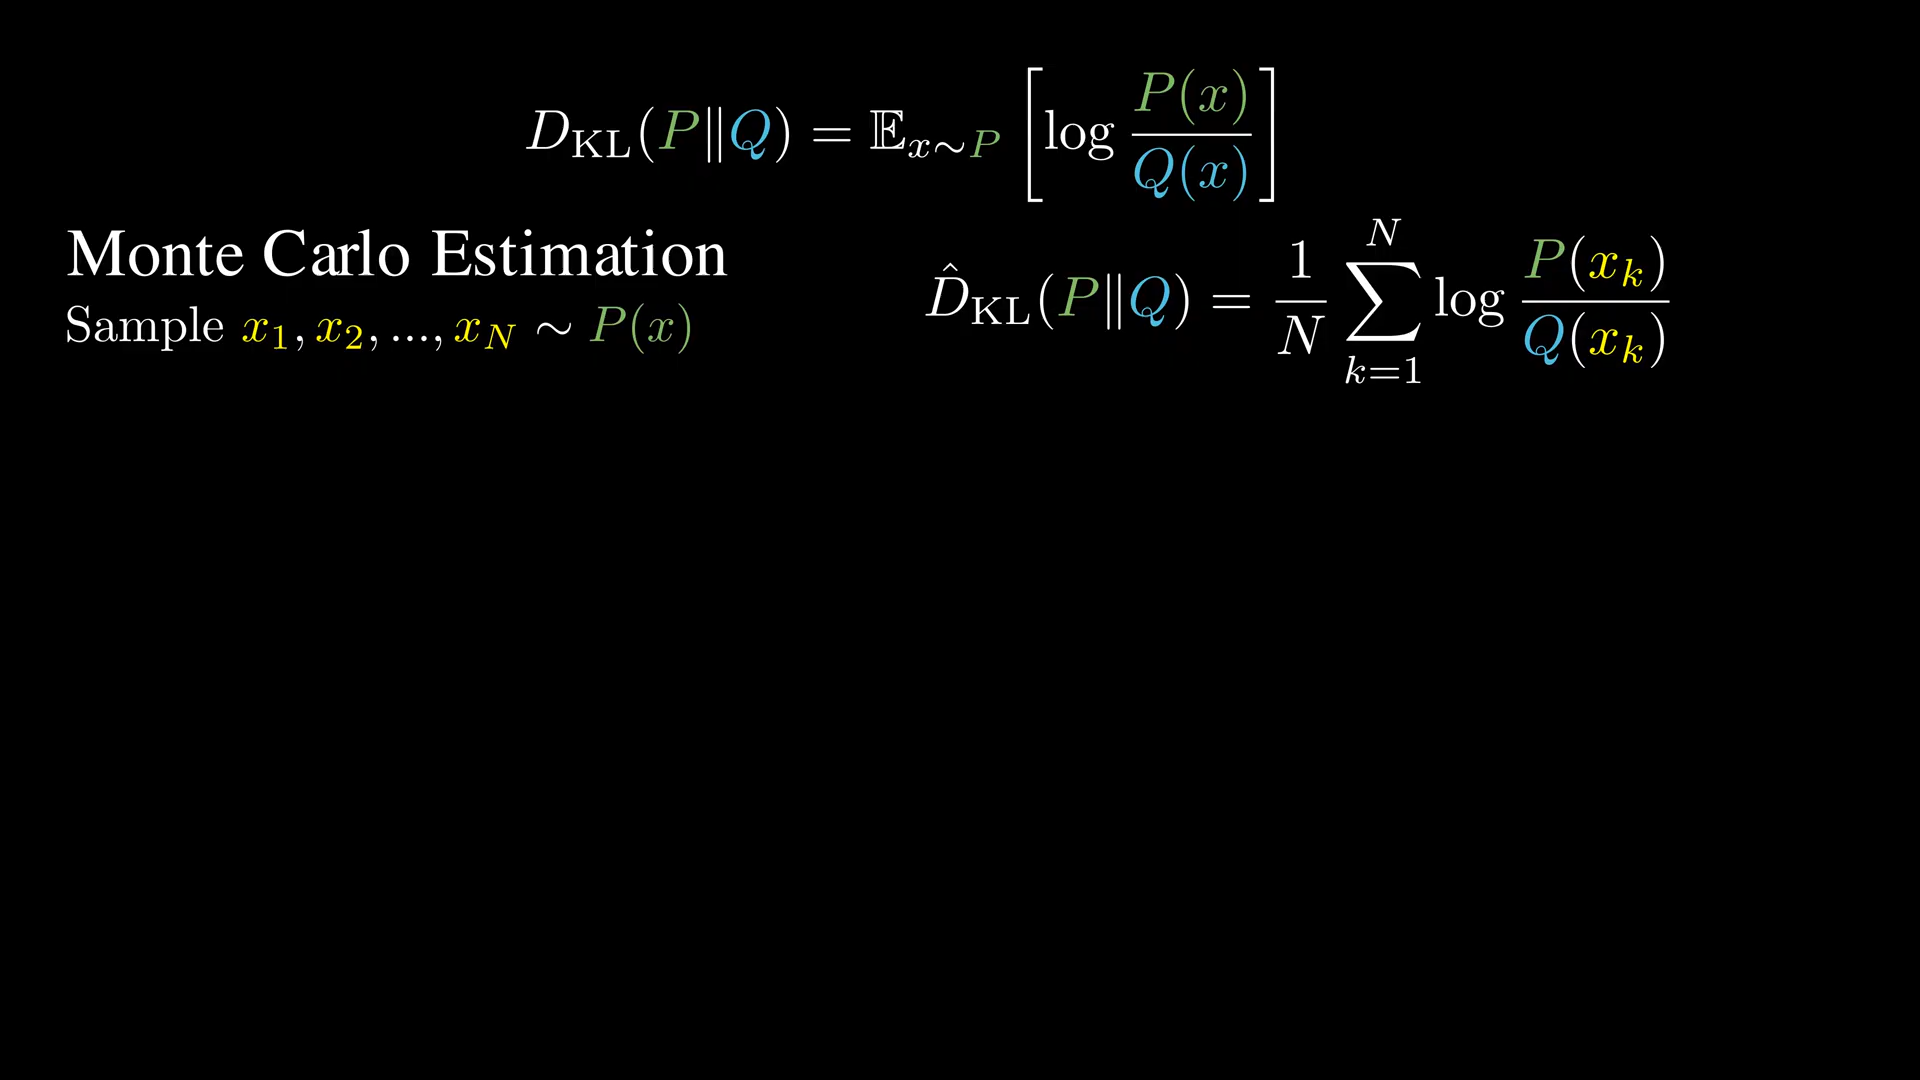 D_KL(P‖Q) = 𝔼_{x∼P} [log P(x)/Q(x)]
Monte Carlo Estimation
Sample x_1, x_2, ..., x_N ∼ P(x)
D̂_KL(P‖Q) = 1/N ∑_{k=1}^{N} log P(x_k)/Q(x_k)